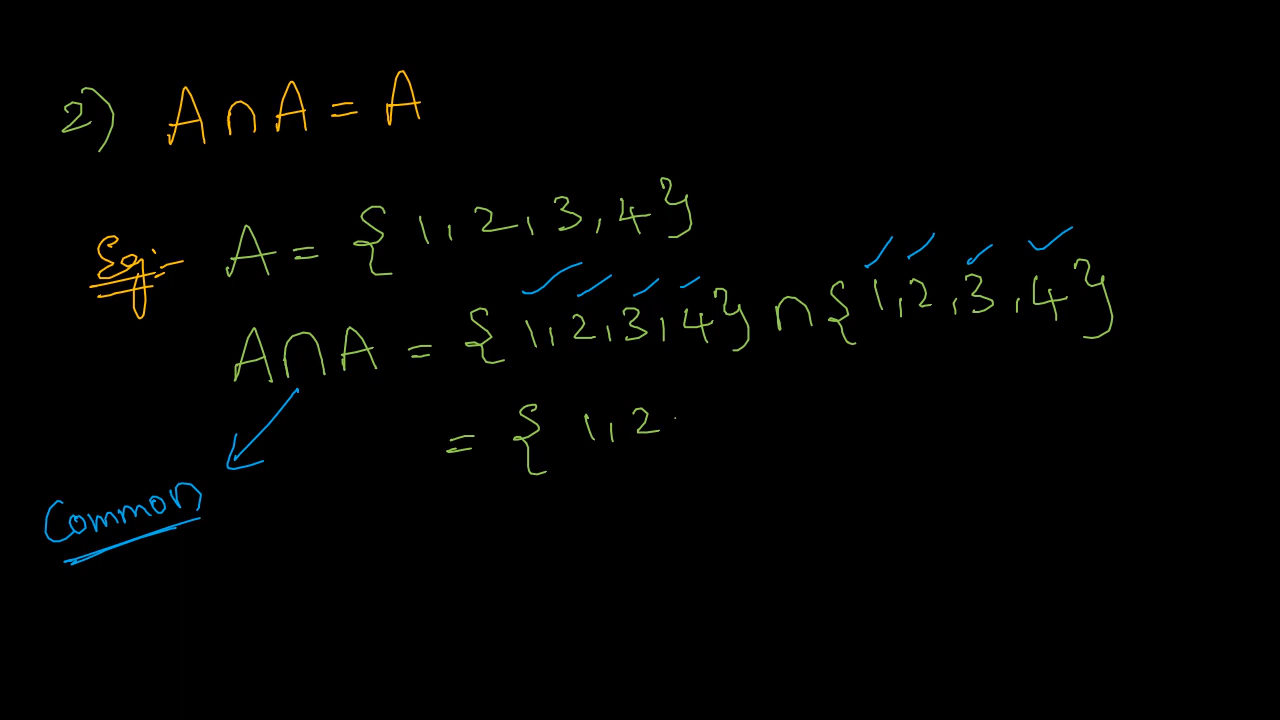 2) A∩A = A
Eg:- A = {1, 2, 3, 4}
A∩A = {1, 2, 3, 4} ∩ {1, 2, 3, 4}
= {1, 2
Common